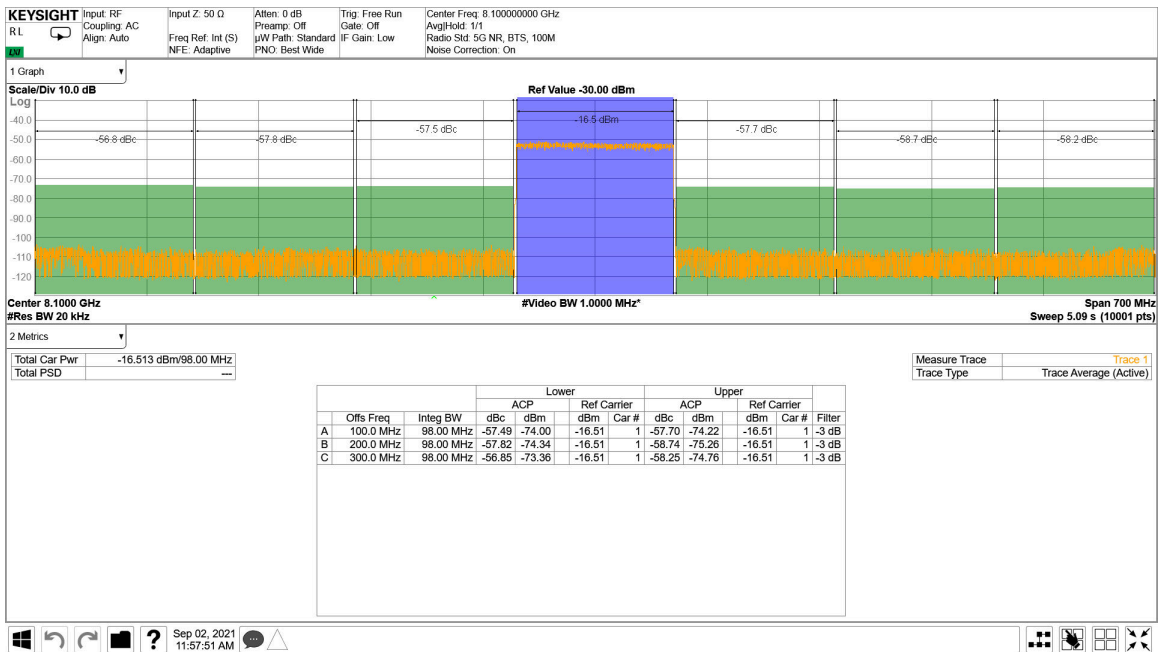 KEYSIGHT Input: RF Input Z: 50 Ω Atten: 0 dB Trig: Free Run Center Freq: 8.100000000 GHz
RL Coupling: AC Preamp: Off Gate: Off Avg|Hold: 1/1
Align: Auto Freq Ref: Int (S) µW Path: Standard IF Gain: Low Radio Std: 5G NR, BTS, 100M
LXI NFE: Adaptive PNO: Best Wide Noise Correction: On
1 Graph
Scale/Div 10.0 dB Ref Value -30.00 dBm
Log
-40.0 -16.5 dBm
-57.5 dBc -57.7 dBc
-50.0 -56.8 dBc -57.8 dBc -58.7 dBc -58.2 dBc
-60.0
-70.0
-80.0
-90.0
-100
-110
-120
Center 8.1000 GHz #Video BW 1.0000 MHz* Span 700 MHz
#Res BW 20 kHz Sweep 5.09 s (10001 pts)
2 Metrics
Total Car Pwr -16.513 dBm/98.00 MHz Measure Trace Trace 1
Total PSD --- Trace Type Trace Average (Active)
Lower Upper
ACP Ref Carrier ACP Ref Carrier
Offs Freq Integ BW dBc dBm dBm Car # dBc dBm dBm Car # Filter
A 100.0 MHz 98.00 MHz -57.49 -74.00 -16.51 1 -57.70 -74.22 -16.51 1 -3 dB
B 200.0 MHz 98.00 MHz -57.82 -74.34 -16.51 1 -58.74 -75.26 -16.51 1 -3 dB
C 300.0 MHz 98.00 MHz -56.85 -73.36 -16.51 1 -58.25 -74.76 -16.51 1 -3 dB
? Sep 02, 2021
11:57:51 AM